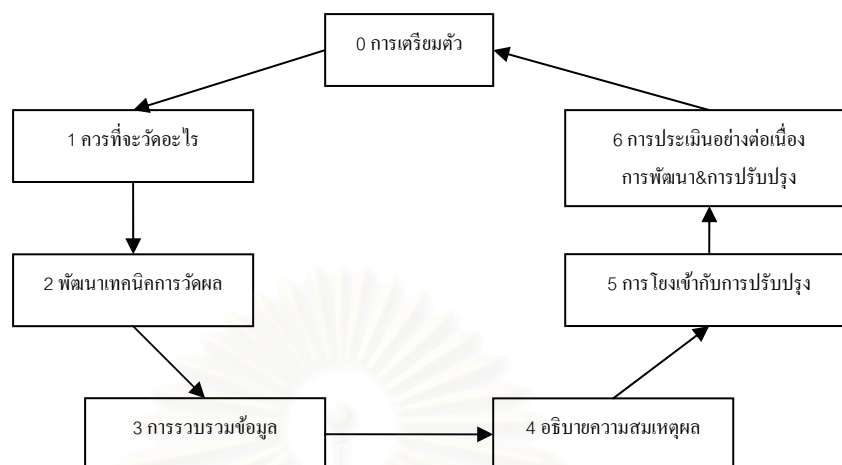 0 การเตรียมตัว
1 ควรที่จะวัดอะไร
2 พัฒนาเทคนิคการวัดผล
3 การรวบรวมข้อมูล
4 อธิบายความสมเหตุผล
5 การโยงเข้ากับการปรับปรุง
6 การประเมินอย่างต่อเนื่อง
การพัฒนา&การปรับปรุง